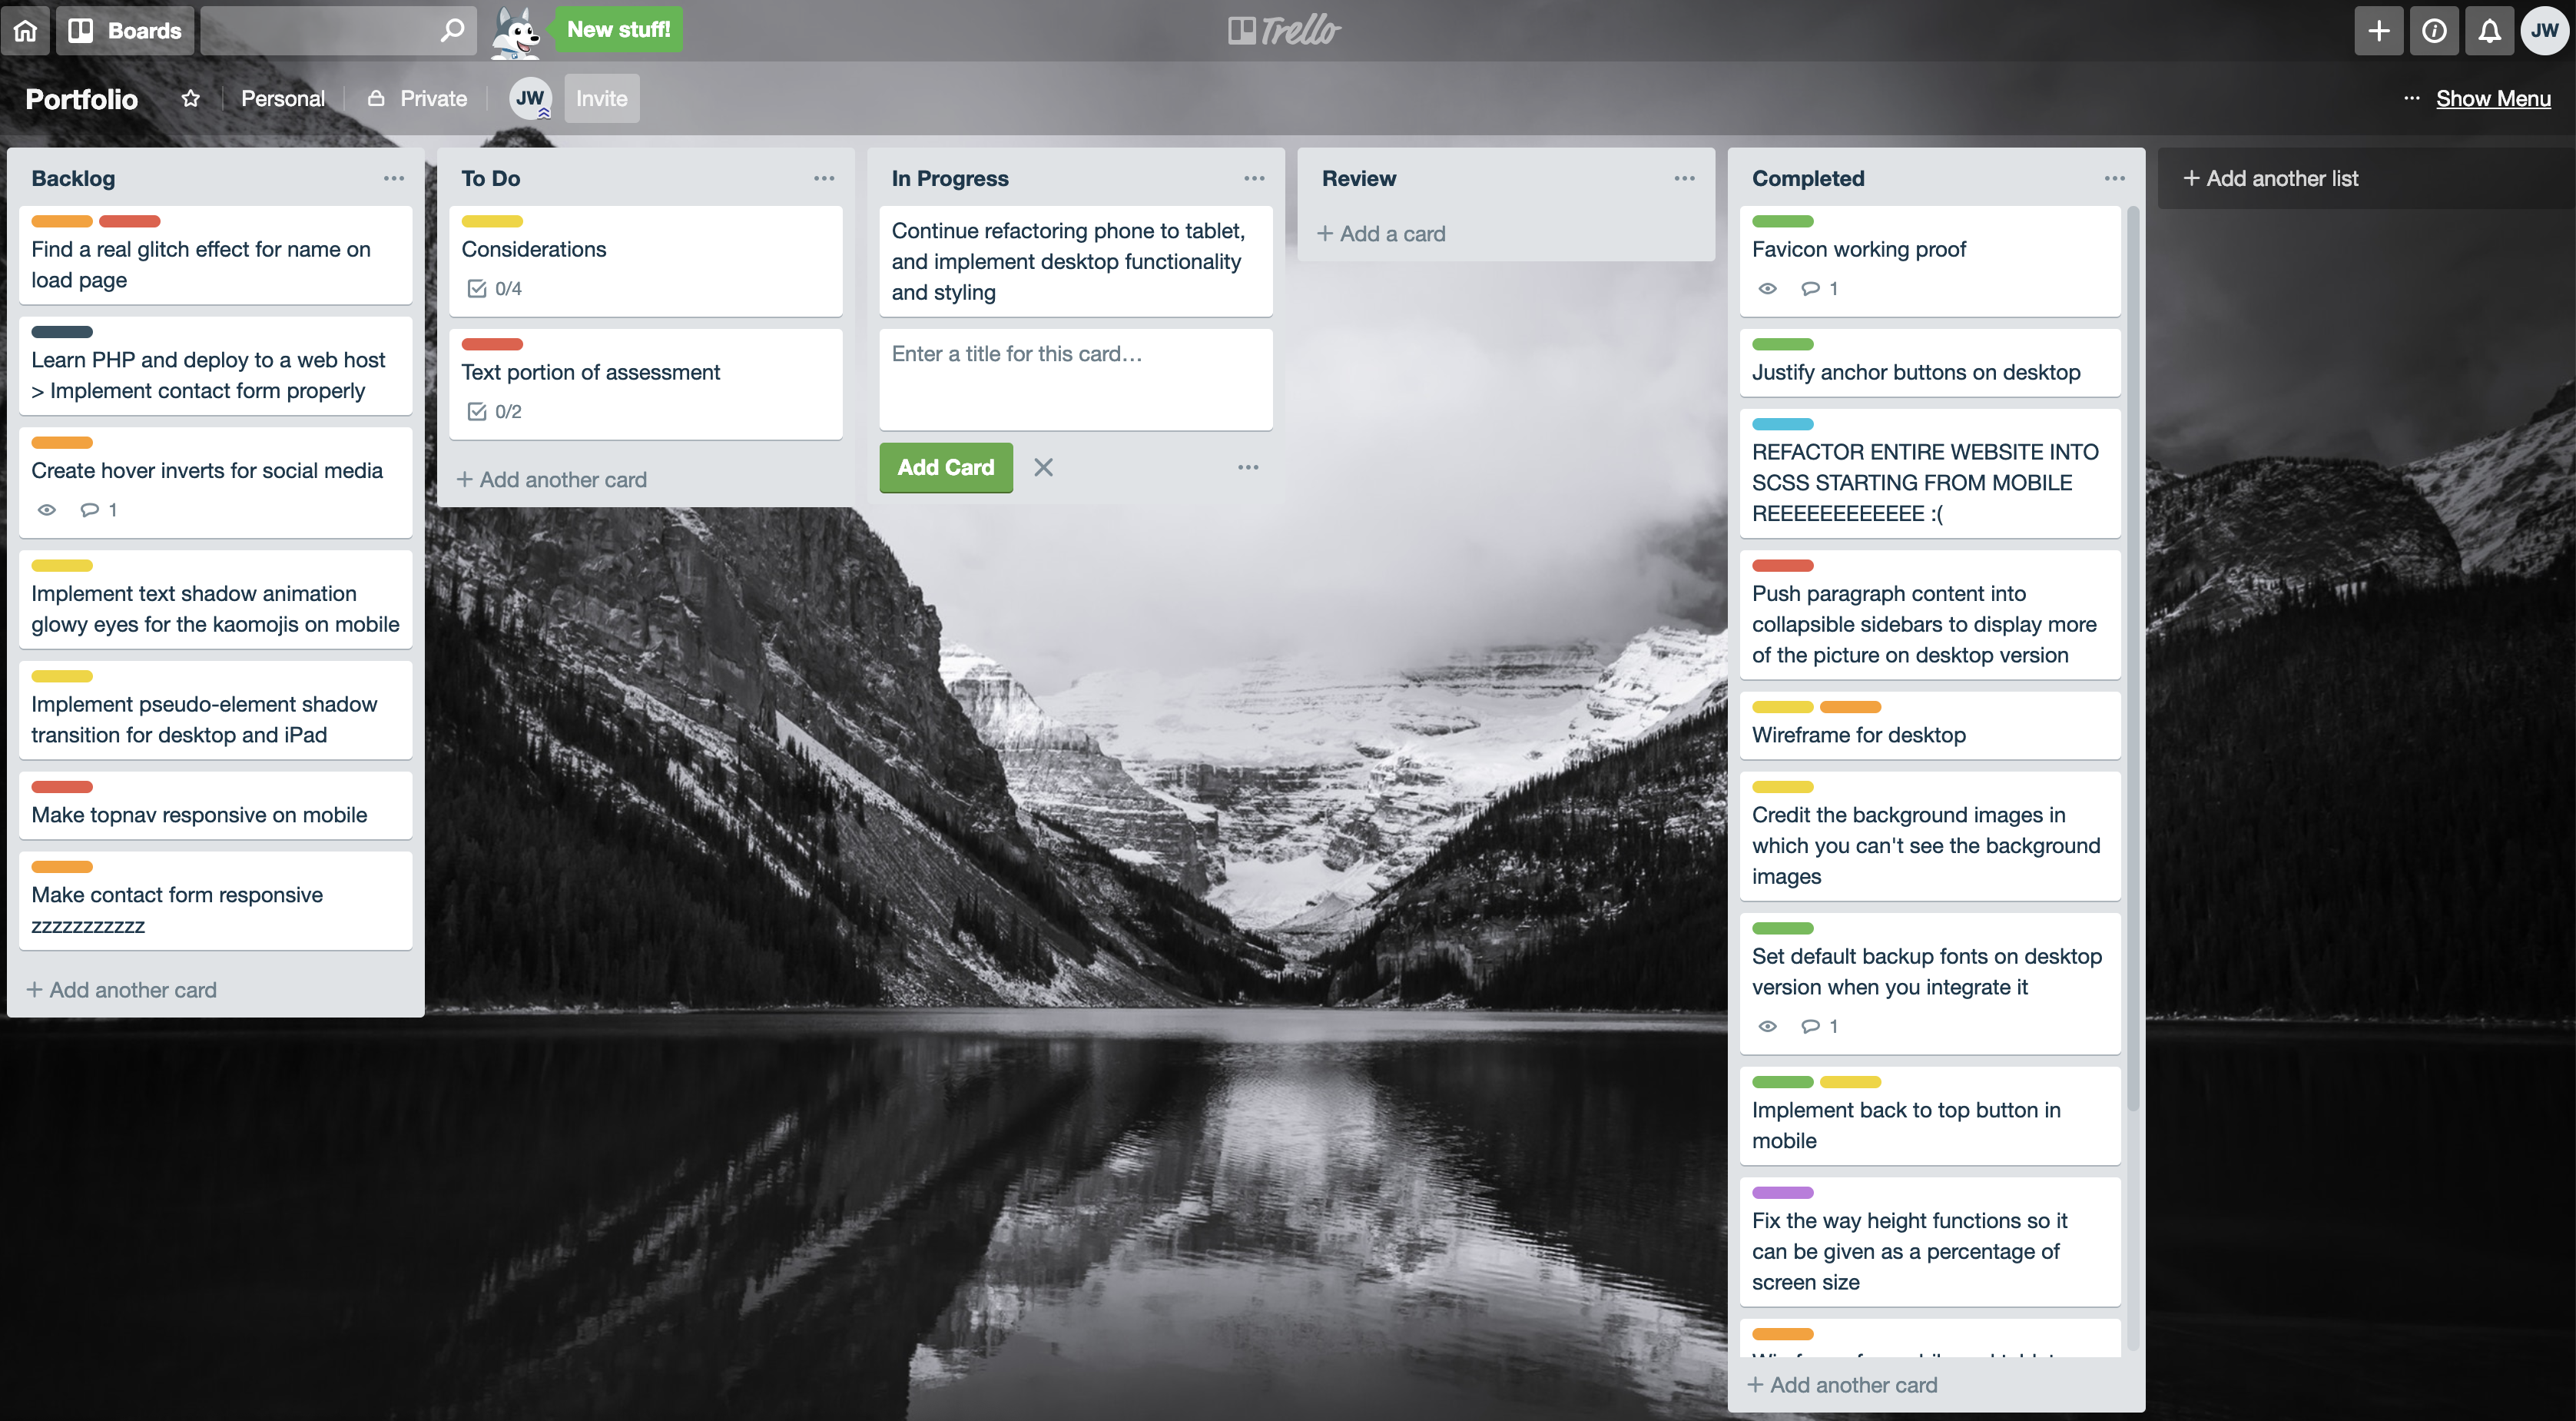 Boards
New stuff!
Trello
JW
Portfolio
Personal
Private
JW
Invite
Show Menu
Backlog
Find a real glitch effect for name on
load page
Learn PHP and deploy to a web host
> Implement contact form properly
Create hover inverts for social media
1
Implement text shadow animation
glowy eyes for the kaomojis on mobile
Implement pseudo-element shadow
transition for desktop and iPad
Make topnav responsive on mobile
Make contact form responsive
zzzzzzzzzzz
+ Add another card
To Do
Considerations
0/4
Text portion of assessment
0/2
+ Add another card
In Progress
Continue refactoring phone to tablet,
and implement desktop functionality
and styling
Enter a title for this card…
Add Card
Review
+ Add a card
Completed
Favicon working proof
1
Justify anchor buttons on desktop
REFACTOR ENTIRE WEBSITE INTO
SCSS STARTING FROM MOBILE
REEEEEEEEEEEE :(
Push paragraph content into
collapsible sidebars to display more
of the picture on desktop version
Wireframe for desktop
Credit the background images in
which you can't see the background
images
Set default backup fonts on desktop
version when you integrate it
1
Implement back to top button in
mobile
Fix the way height functions so it
can be given as a percentage of
screen size
+ Add another card
+ Add another list